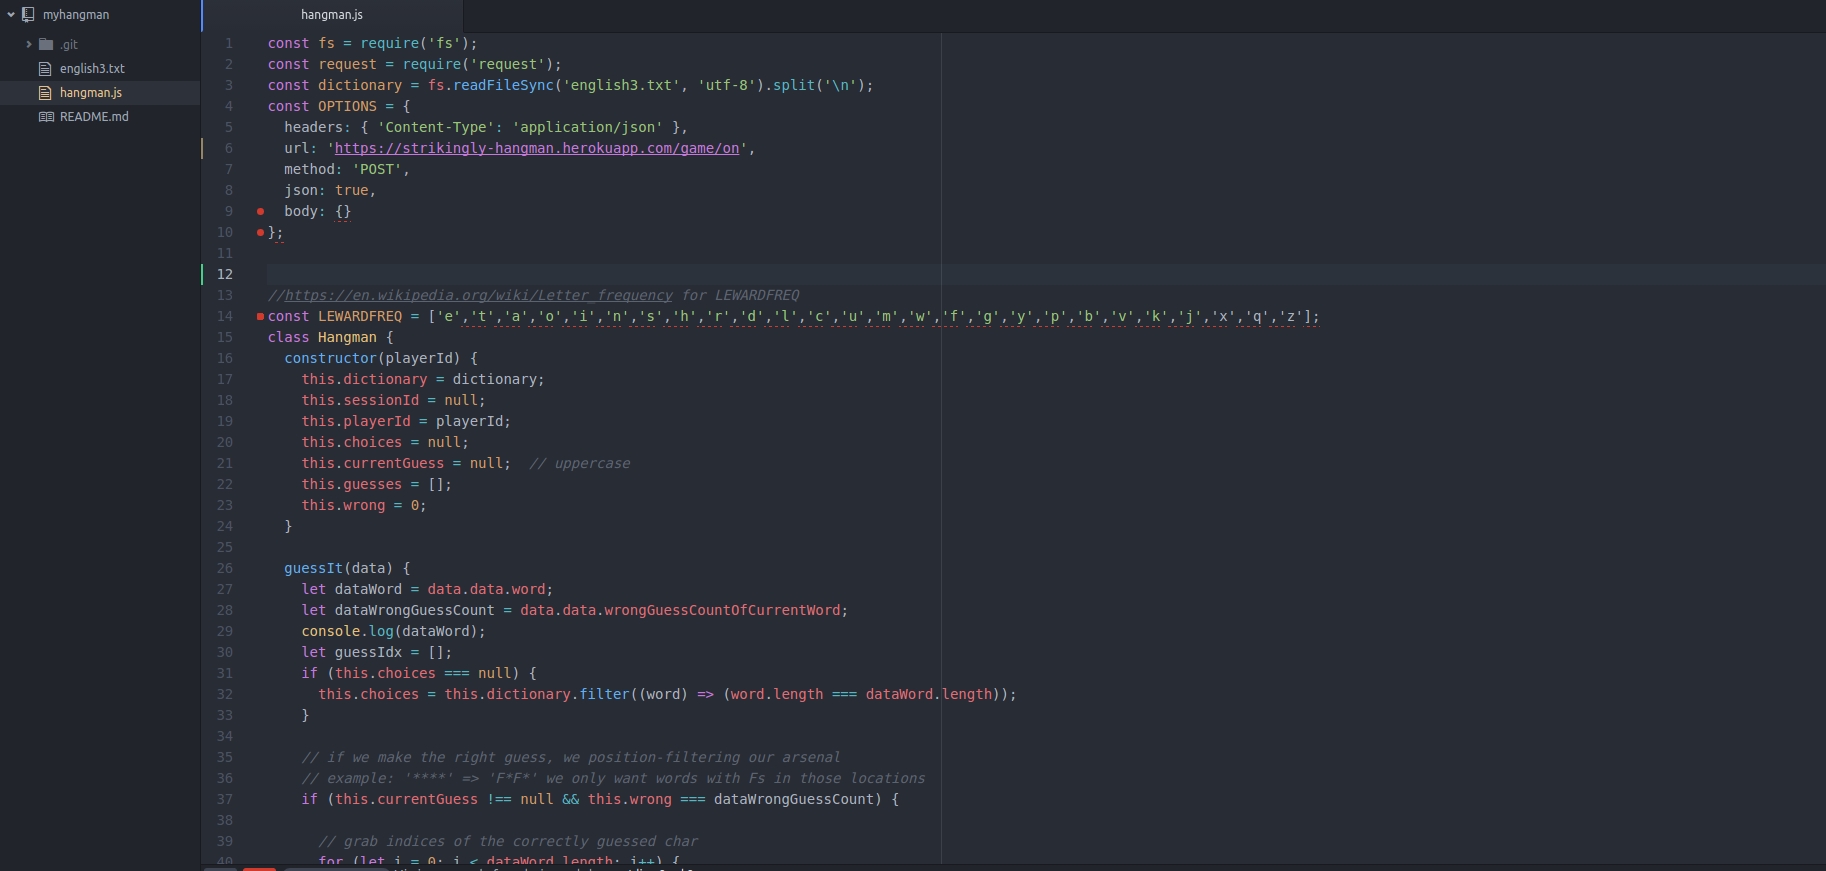 myhangman
.git
english3.txt
hangman.js
README.md
hangman.js
1 const fs = require('fs');
2 const request = require('request');
3 const dictionary = fs.readFileSync('english3.txt', 'utf-8').split('\n');
4 const OPTIONS = {
5 headers: { 'Content-Type': 'application/json' },
6 url: 'https://strikingly-hangman.herokuapp.com/game/on',
7 method: 'POST',
8 json: true,
9 body: {}
10 };
11
12
13 //https://en.wikipedia.org/wiki/Letter_frequency for LEWARDFREQ
14 const LEWARDFREQ = ['e','t','a','o','i','n','s','h','r','d','l','c','u','m','w','f','g','y','p','b','v','k','j','x','q','z'];
15 class Hangman {
16 constructor(playerId) {
17 this.dictionary = dictionary;
18 this.sessionId = null;
19 this.playerId = playerId;
20 this.choices = null;
21 this.currentGuess = null; // uppercase
22 this.guesses = [];
23 this.wrong = 0;
24 }
25
26 guessIt(data) {
27 let dataWord = data.data.word;
28 let dataWrongGuessCount = data.data.wrongGuessCountOfCurrentWord;
29 console.log(dataWord);
30 let guessIdx = [];
31 if (this.choices === null) {
32 this.choices = this.dictionary.filter((word) => (word.length === dataWord.length));
33 }
34
35 // if we make the right guess, we position-filtering our arsenal
36 // example: '****' => 'F*F*' we only want words with Fs in those locations
37 if (this.currentGuess !== null && this.wrong === dataWrongGuessCount) {
38
39 // grab indices of the correctly guessed char
40 for (let i = 0; i < dataWord.length; i++) {